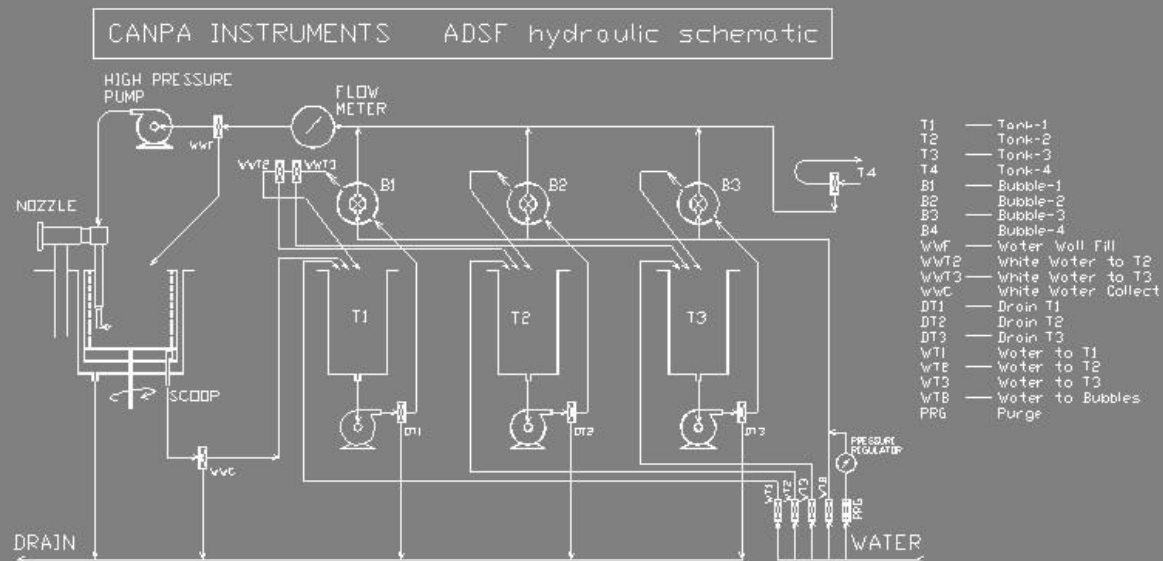 CANPA INSTRUMENTS ADSF hydraulic schematic
HIGH PRESSURE
PUMP
FLOW
METER
WWF
WWT2
WWT3
B1
B2
B3
T4
NOZZLE
T1
T2
T3
SCOOP
DT1
DT2
DT3
WWC
PRESSURE
REGULATOR
WT1
WT2
WT3
WTB
PRG
DRAIN
WATER
T1 — Tank-1
T2 — Tank-2
T3 — Tank-3
T4 — Tank-4
B1 — Bubble-1
B2 — Bubble-2
B3 — Bubble-3
B4 Bubble-4
WWF — Water Wall Fill
WWT2 — White Water to T2
WWT3 — White Water to T3
WWC — White Water Collect
DT1 — Drain T1
DT2 — Drain T2
DT3 — Drain T3
WT1 — Water to T1
WTB — Water to T2
WT3 Water to T3
WTB — Water to Bubbles
PRG Purge